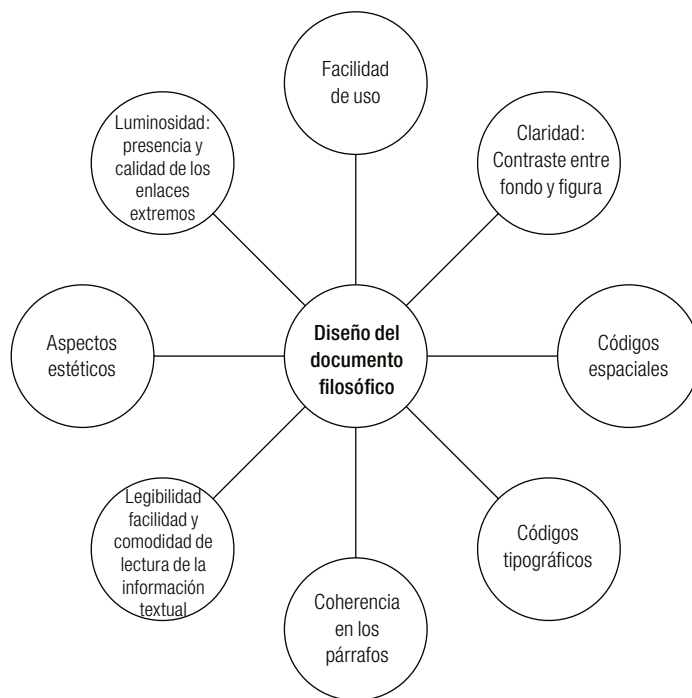 Facilidad
de uso
Luminosidad:
presencia y
calidad de los
enlaces
extremos
Claridad:
Contraste entre
fondo y figura
Aspectos
estéticos
Diseño del
documento
filosófico
Códigos
espaciales
Legibilidad
facilidad y
comodidad de
lectura de la
información
textual
Códigos
tipográficos
Coherencia
en los
párrafos